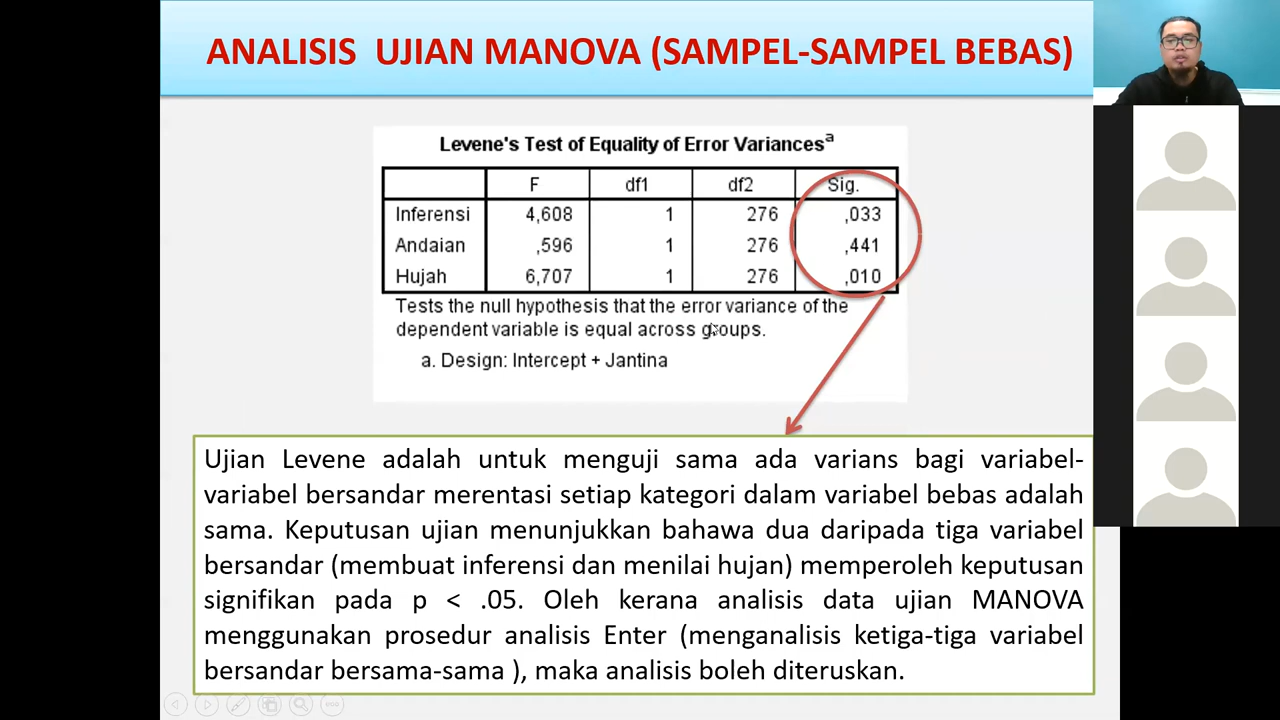 ANALISIS UJIAN MANOVA (SAMPEL-SAMPEL BEBAS)
Levene's Test of Equality of Error Variancesa
F df1 df2 Sig.
Inferensi 4,608 1 276 ,033
Andaian ,596 1 276 ,441
Hujah 6,707 1 276 ,010
Tests the null hypothesis that the error variance of the
dependent variable is equal across groups.
a. Design: Intercept + Jantina
Ujian Levene adalah untuk menguji sama ada varians bagi variabel-
variabel bersandar merentasi setiap kategori dalam variabel bebas adalah
sama. Keputusan ujian menunjukkan bahawa dua daripada tiga variabel
bersandar (membuat inferensi dan menilai hujan) memperoleh keputusan
signifikan pada p < .05. Oleh kerana analisis data ujian MANOVA
menggunakan prosedur analisis Enter (menganalisis ketiga-tiga variabel
bersandar bersama-sama ), maka analisis boleh diteruskan.